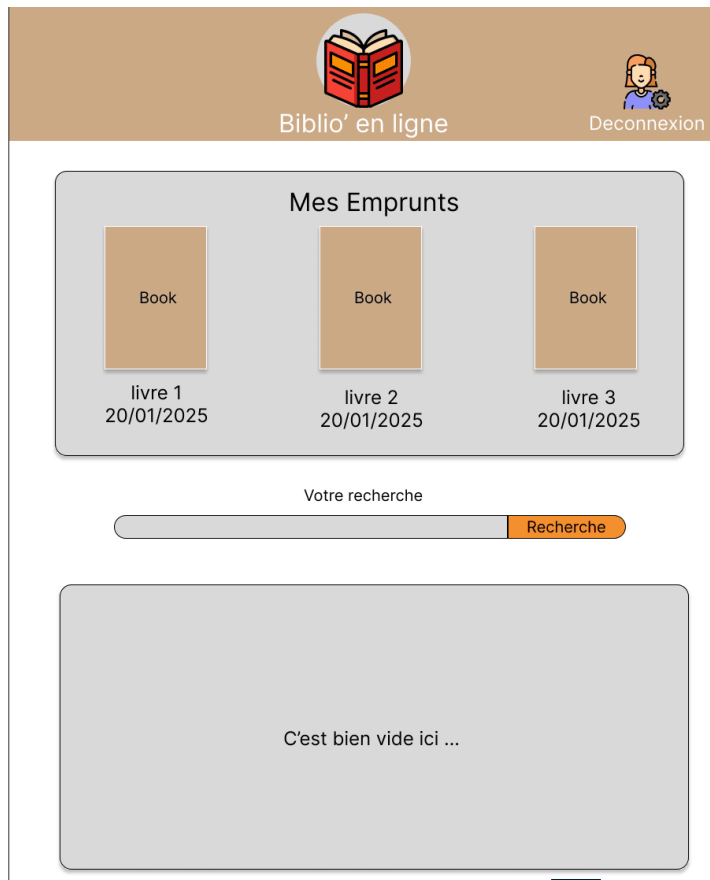 Biblio’ en ligne
Deconnexion
Mes Emprunts
Book
Book
Book
livre 1
20/01/2025
livre 2
20/01/2025
livre 3
20/01/2025
Votre recherche
Recherche
C’est bien vide ici ...